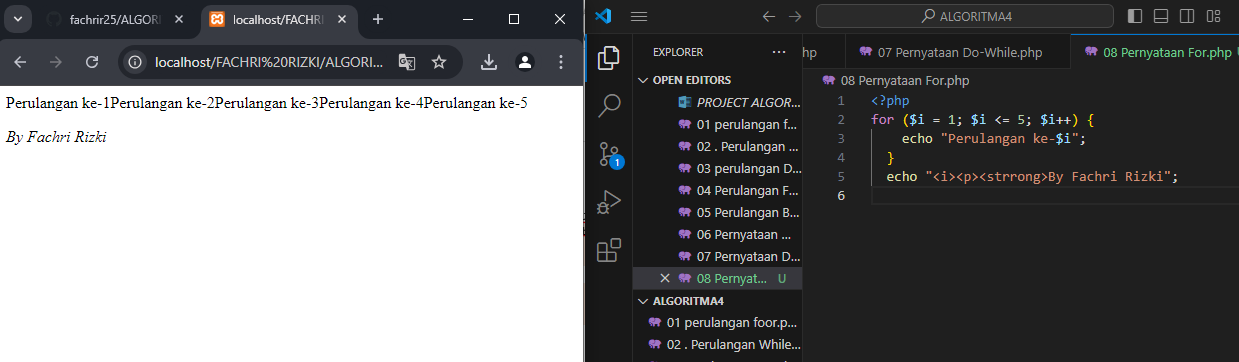 fachrir25/ALGORI
localhost/FACHRI
localhost/FACHRI%20RIZKI/ALGORI...
Perulangan ke-1Perulangan ke-2Perulangan ke-3Perulangan ke-4Perulangan ke-5
By Fachri Rizki
ALGORITMA4
EXPLORER
OPEN EDITORS
PROJECT ALGOR...
01 perulangan f...
02 . Perulangan ...
03 perulangan D...
04 Perulangan F...
05 Perulangan B...
06 Pernyataan ...
07 Pernyataan D...
08 Pernyat... U
ALGORITMA4
01 perulangan foor.p...
02 . Perulangan While...
1
hp
07 Pernyataan Do-While.php
08 Pernyataan For.php U
08 Pernyataan For.php
1 <?php
2 for ($i = 1; $i <= 5; $i++) {
3 echo "Perulangan ke-$i";
4 }
5 echo "<i><p><strrong>By Fachri Rizki";
6